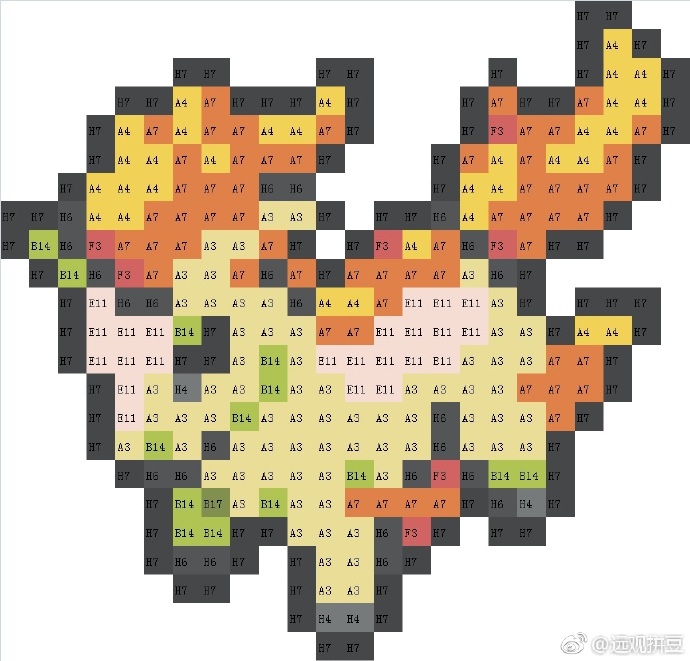 H7 H7
H7 A4 H7
H7 H7 H7 H7 H7 A4 A4 H7
H7 H7 A4 A7 H7 H7 H7 A4 H7 H7 A7 H7 H7 A7 A4 A4 H7
H7 A4 A7 A4 A7 A7 A4 A4 A7 H7 H7 F3 A7 A7 A4 A4 A7 H7
H7 A4 A4 A7 A4 A7 A7 A7 H7 H7 A7 A4 A7 A4 A4 A7 H7
H7 A4 A4 A4 A7 A7 A7 H6 H6 H7 A4 A4 A7 A7 A7 A7 H7
H7 H7 H6 A4 A4 A7 A7 A7 A7 A3 A3 H7 H7 H7 H6 A4 A7 A7 A7 A7 H7
H7 B14 H6 F3 A7 A7 A7 A3 A3 A7 H7 H7 F3 A4 A7 H6 F3 A7 H7 H7
H7 B14 H6 F3 A7 A3 A3 A7 H6 A7 H7 A7 A7 A7 A7 A3 H6 H7
H7 E11 H6 H6 A3 A3 A3 A3 H6 A4 A4 A7 E11 E11 E11 A3 H7 H7 H7 H7
H7 E11 E11 E11 B14 H7 A3 A3 A3 A7 A7 E11 E11 E11 E11 A3 A3 H7 A4 A4 H7
H7 E11 E11 E11 H7 H7 A3 B14 A3 E11 E11 E11 E11 E11 A3 A3 A3 A7 A7 H7
H7 E11 A3 H4 A3 A3 B14 A3 A3 E11 E11 A3 A3 A3 A3 A7 A7 A7 H7
H7 E11 A3 A3 A3 B14 A3 A3 A3 A3 A3 A3 H6 A3 A3 A3 A7 H7
H7 A3 B14 A3 H6 A3 A3 A3 A3 A3 A3 A3 H6 A3 A3 A3 H7
H7 H6 H6 A3 A3 A3 A3 A3 B14 A3 H6 F3 H6 B14 B14 H7
H7 B14 B17 A3 B14 A3 A3 A7 A7 A7 A7 H7 H6 H4 H7
H7 B14 B14 H7 H7 A3 A3 A3 H6 F3 H7 H7 H7
H7 H6 H6 H7 H7 A3 A3 H6 H7
H7 H7 H7 A3 A3 H7
H7 H4 H4 H7
H7 H7
@远观拼豆